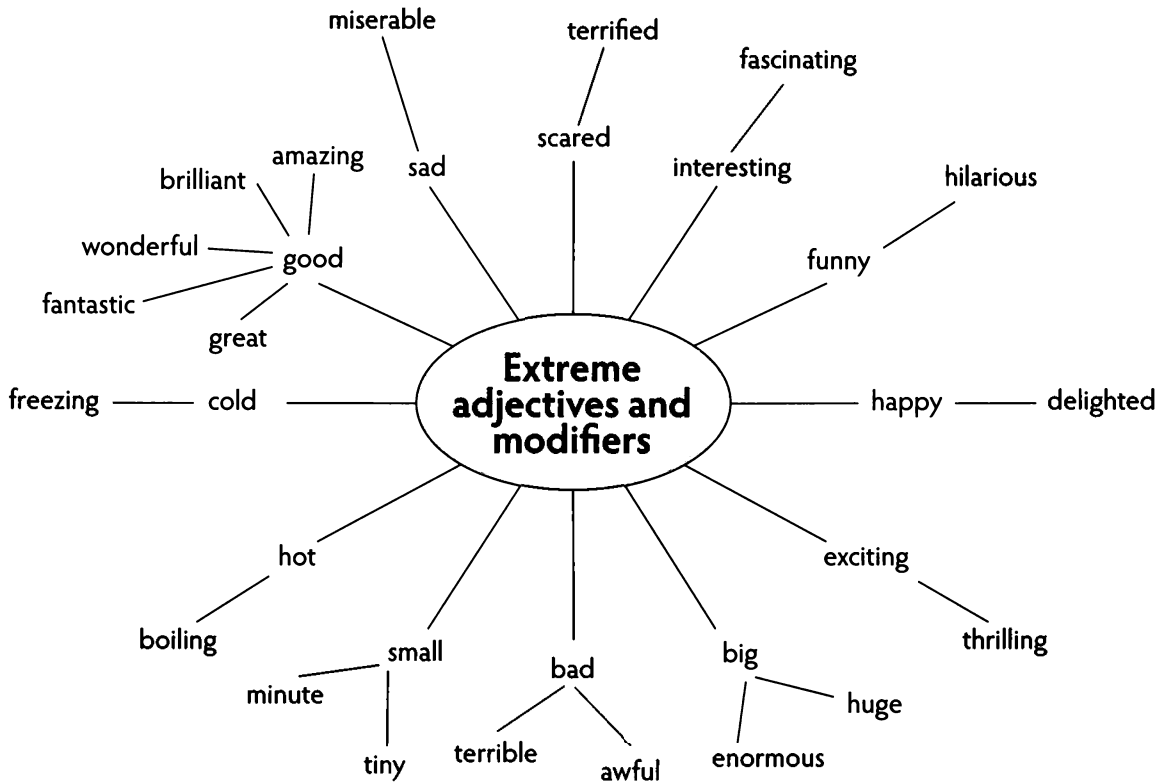 miserable
terrified
fascinating
scared
amazing
sad
interesting
brilliant
hilarious
wonderful
good
funny
fantastic
great
Extreme
adjectives and
modifiers
freezing
cold
happy
delighted
hot
exciting
boiling
small
thrilling
bad
big
minute
huge
terrible
enormous
tiny
awful